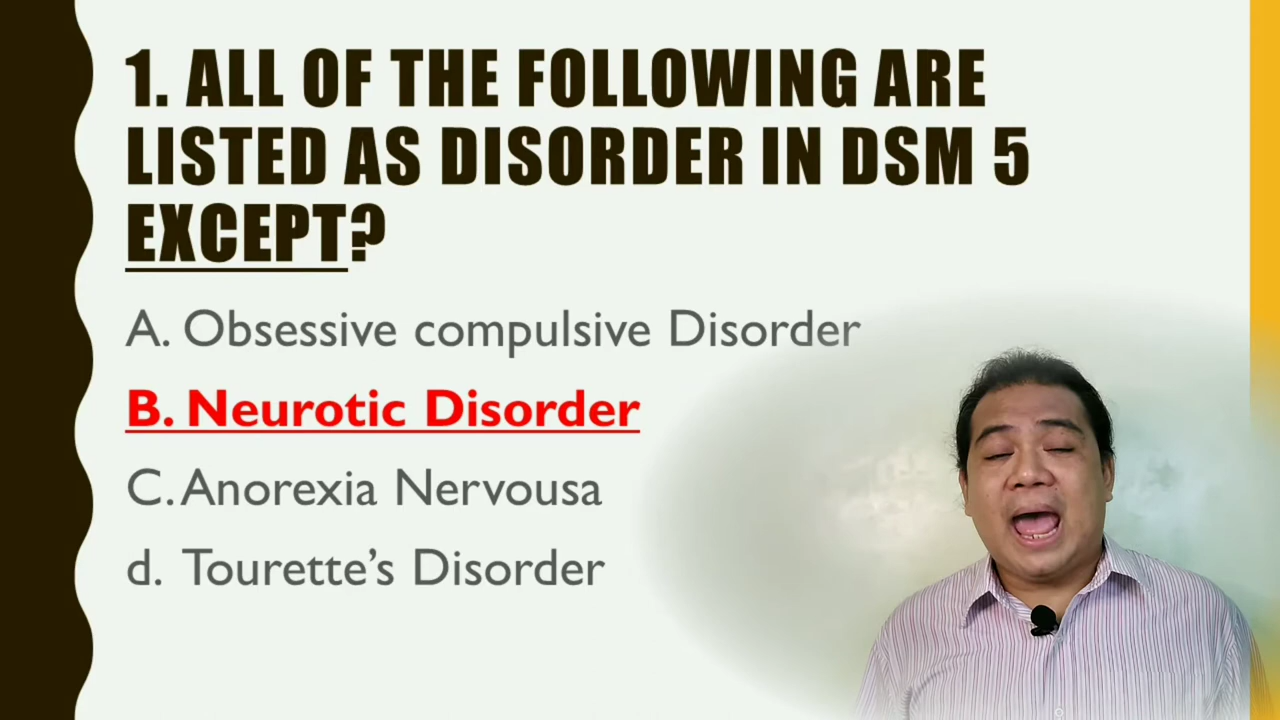 1. ALL OF THE FOLLOWING ARE
LISTED AS DISORDER IN DSM 5
EXCEPT?
A. Obsessive compulsive Disorder
B. Neurotic Disorder
C. Anorexia Nervousa
d. Tourette's Disorder